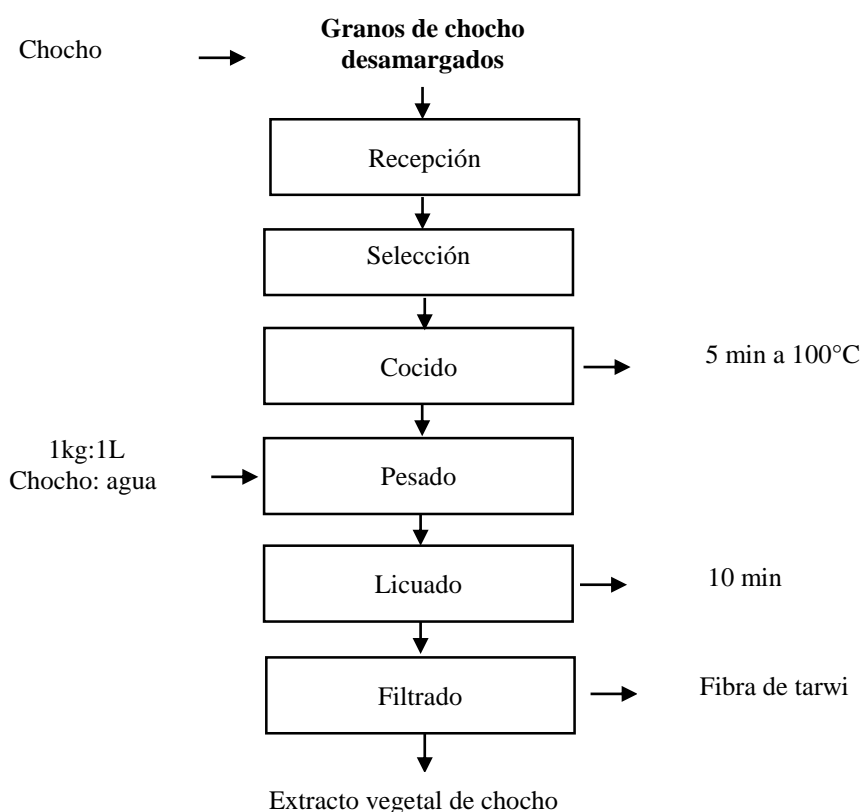 Chocho
Granos de chocho
desamargados
Recepción
Selección
Cocido
5 min a 100°C
1kg:1L
Chocho: agua
Pesado
Licuado
10 min
Filtrado
Fibra de tarwi
Extracto vegetal de chocho